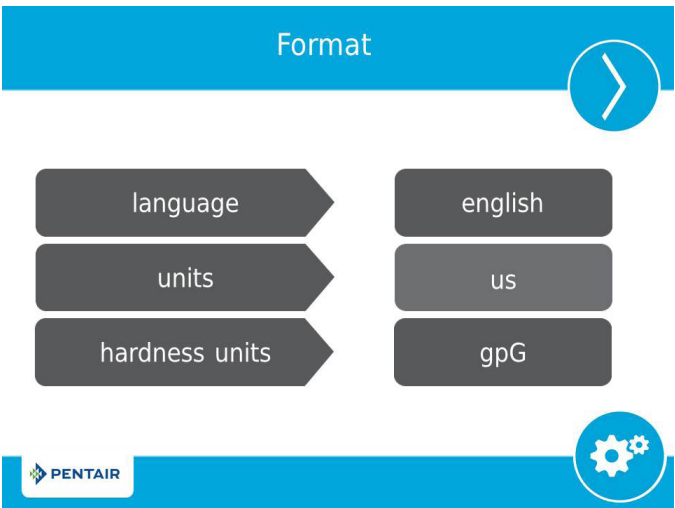 Format
language
english
units
us
hardness units
gpG
PENTAIR